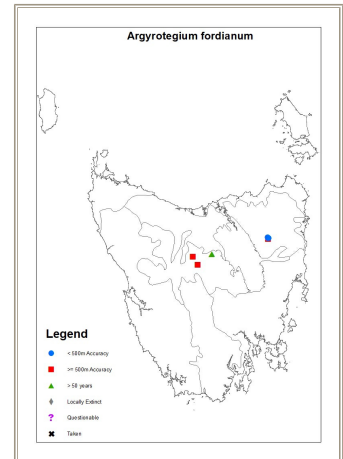 Argyrotegium fordianum
Legend
< 500m Accuracy
>= 500m Accuracy
> 50 years
Locally Extinct
? Questionable
Taken